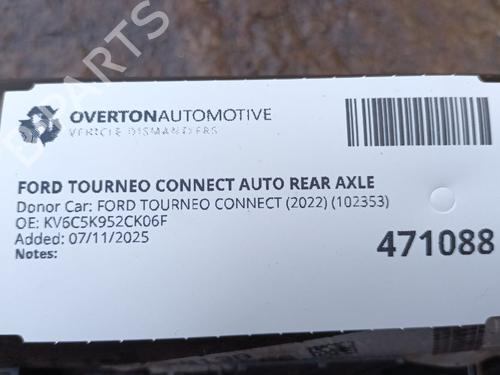 OVERTONAUTOMOTIVE
VEHICLE DISMANTLERS
FORD TOURNEO CONNECT AUTO REAR AXLE
Donor Car: FORD TOURNEO CONNECT (2022) (102353)
OE: KV6C5K952CK06F
Added: 07/11/2025
Notes:
471088